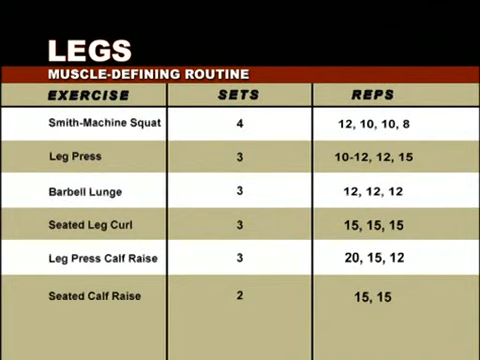 LEGS
MUSCLE-DEFINING ROUTINE
EXERCISE SETS REPS
Smith-Machine Squat 4 12, 10, 10, 8
Leg Press 3 10-12, 12, 15
Barbell Lunge 3 12, 12, 12
Seated Leg Curl 3 15, 15, 15
Leg Press Calf Raise 3 20, 15, 12
Seated Calf Raise 2 15, 15